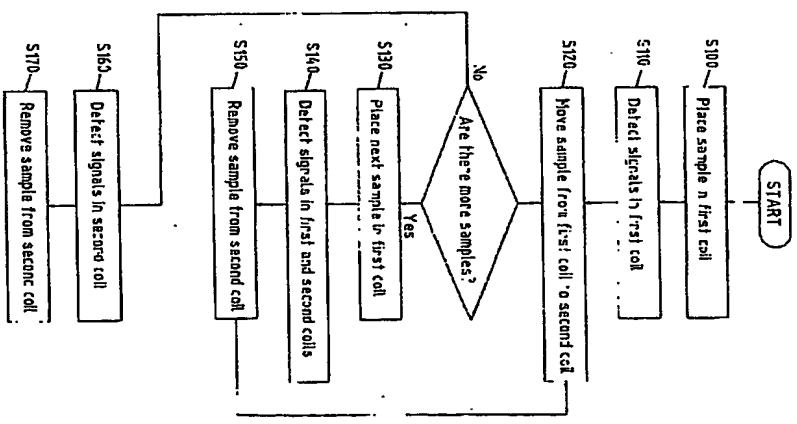 START
S100
Place sample in first coil
S110
Detect signals in first coil
S120
Move sample from first coil to second coil
Are there more samples?
No
Yes
S130
Place next sample in first coil
S140
Detect signals in first and second coils
S150
Remove sample from second coil
S160
Detect signals in second coil
S170
Remove sample from second coil